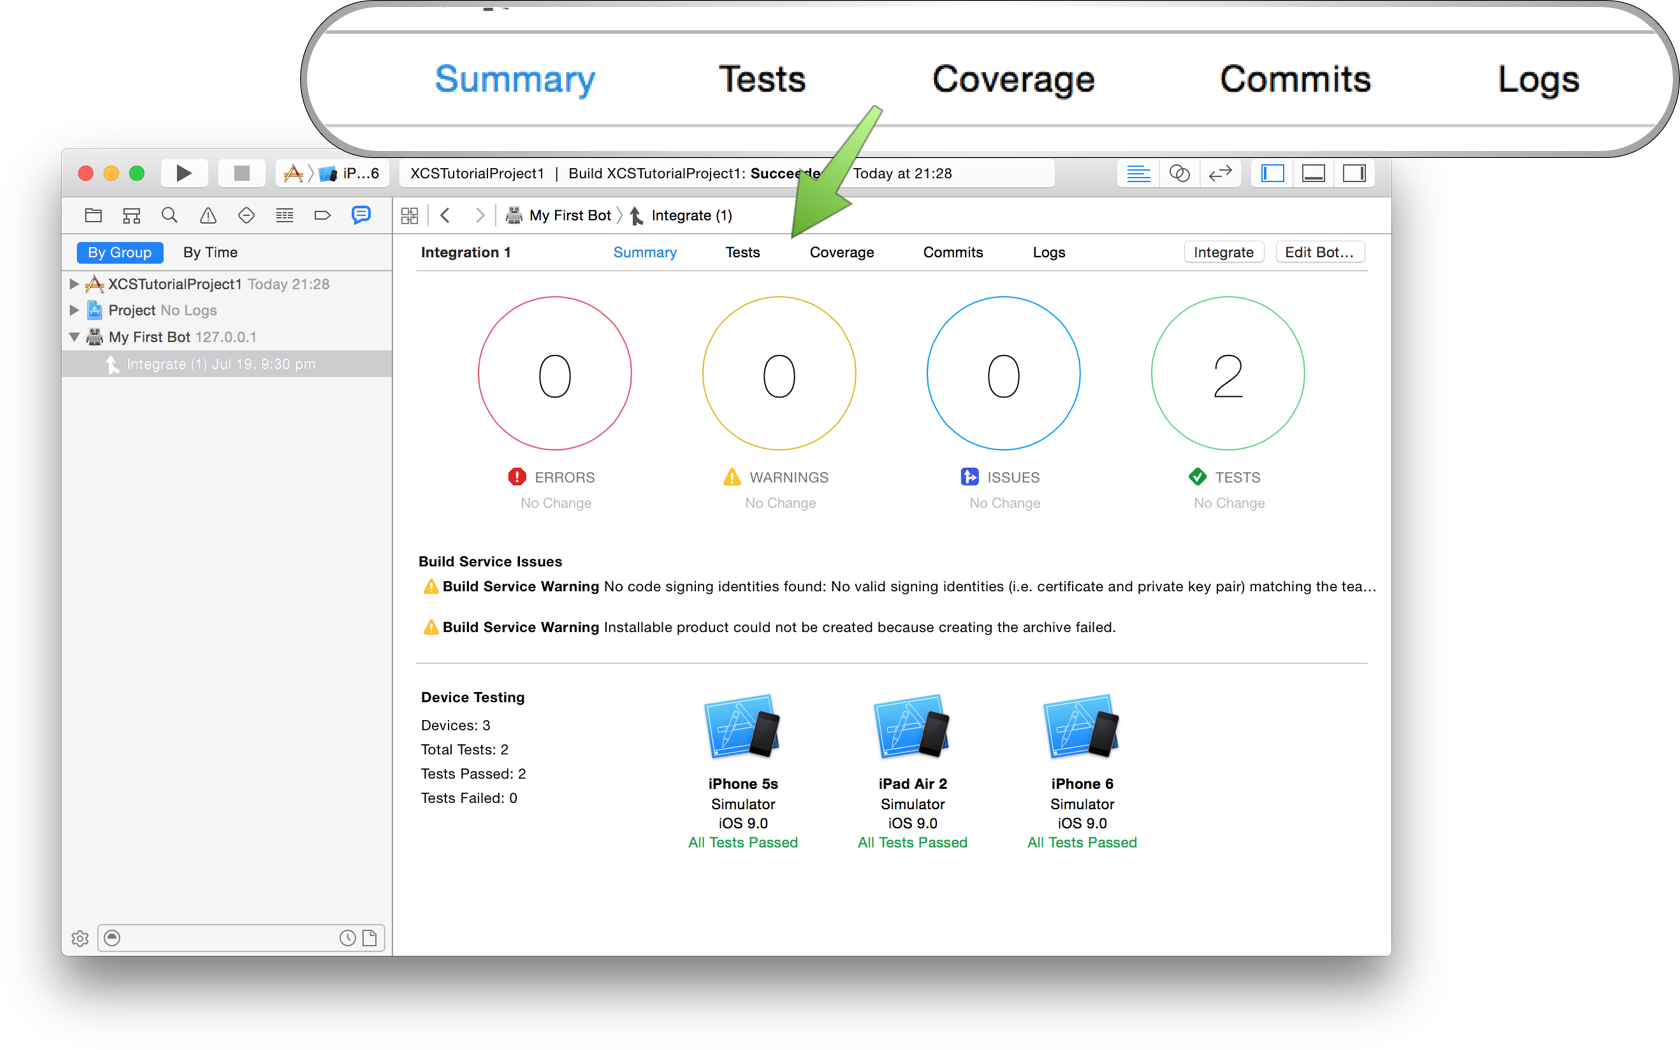 Summary Tests Coverage Commits Logs
iP...6 XCSTutorialProject1 | Build XCSTutorialProject1: Succeede Today at 21:28
My First Bot Integrate (1)
By Group By Time
Integration 1 Summary Tests Coverage Commits Logs Integrate Edit Bot...
XCSTutorialProject1 Today 21:28
Project No Logs
My First Bot 127.0.0.1
Integrate (1) Jul 19, 9:30 pm
0 0 0 2
ERRORS WARNINGS ISSUES TESTS
No Change No Change No Change No Change
Build Service Issues
Build Service Warning No code signing identities found: No valid signing identities (i.e. certificate and private key pair) matching the tea...
Build Service Warning Installable product could not be created because creating the archive failed.
Device Testing
Devices: 3
Total Tests: 2
Tests Passed: 2
Tests Failed: 0
iPhone 5s iPad Air 2 iPhone 6
Simulator Simulator Simulator
iOS 9.0 iOS 9.0 iOS 9.0
All Tests Passed All Tests Passed All Tests Passed